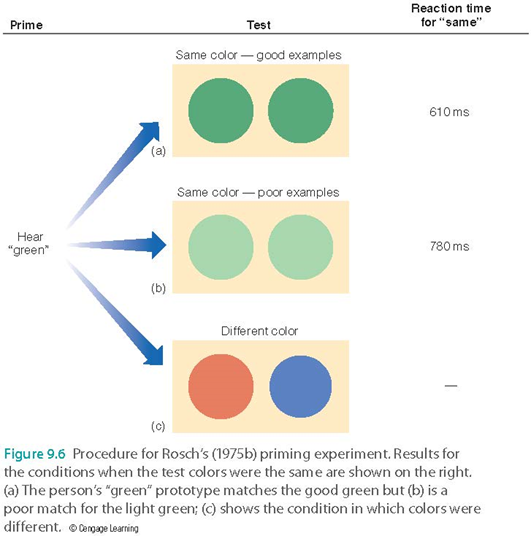 Prime
Test
Reaction time
for “same”
Same color — good examples
(a)
610 ms
Hear
“green”
Same color — poor examples
(b)
780 ms
Different color
(c)
—
Figure 9.6 Procedure for Rosch’s (1975b) priming experiment. Results for
the conditions when the test colors were the same are shown on the right.
(a) The person’s “green” prototype matches the good green but (b) is a
poor match for the light green; (c) shows the condition in which colors were
different. © Cengage Learning